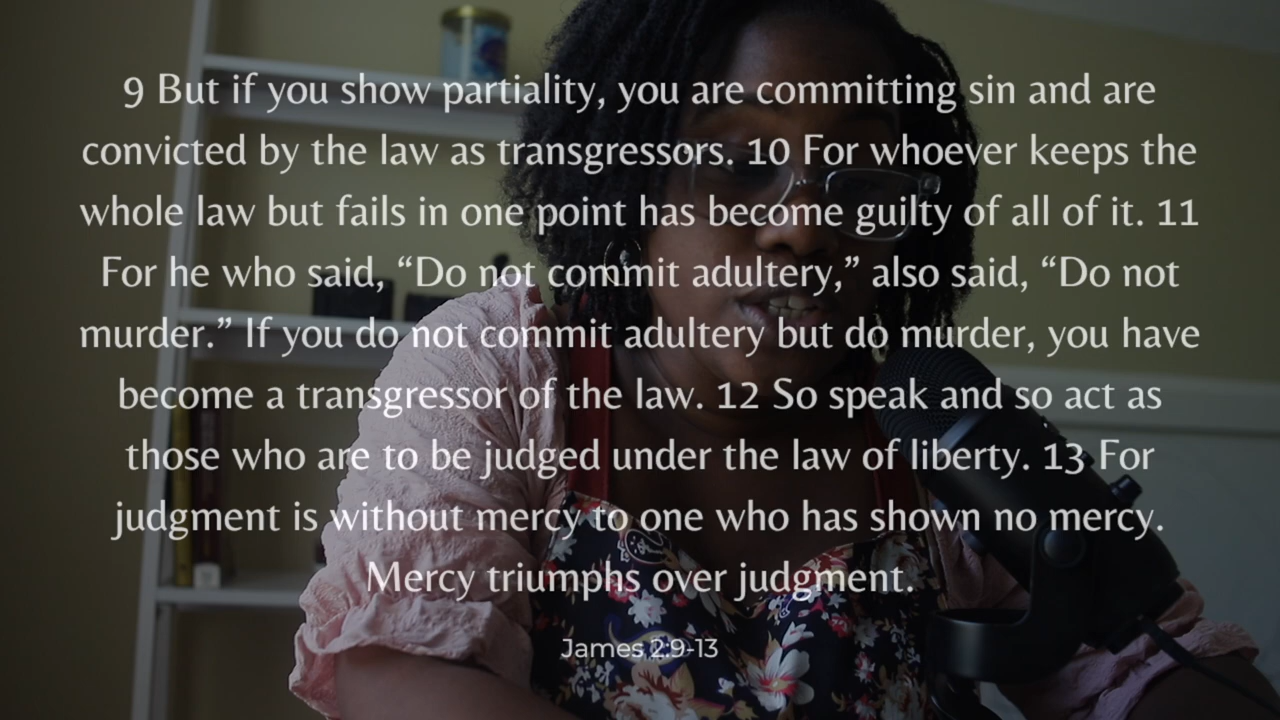 9 But if you show partiality, you are committing sin and are
convicted by the law as transgressors. 10 For whoever keeps the
whole law but fails in one point has become guilty of all of it. 11
For he who said, “Do not commit adultery,” also said, “Do not
murder.” If you do not commit adultery but do murder, you have
become a transgressor of the law. 12 So speak and so act as
those who are to be judged under the law of liberty. 13 For
judgment is without mercy to one who has shown no mercy.
Mercy triumphs over judgment.
James 2:9-13